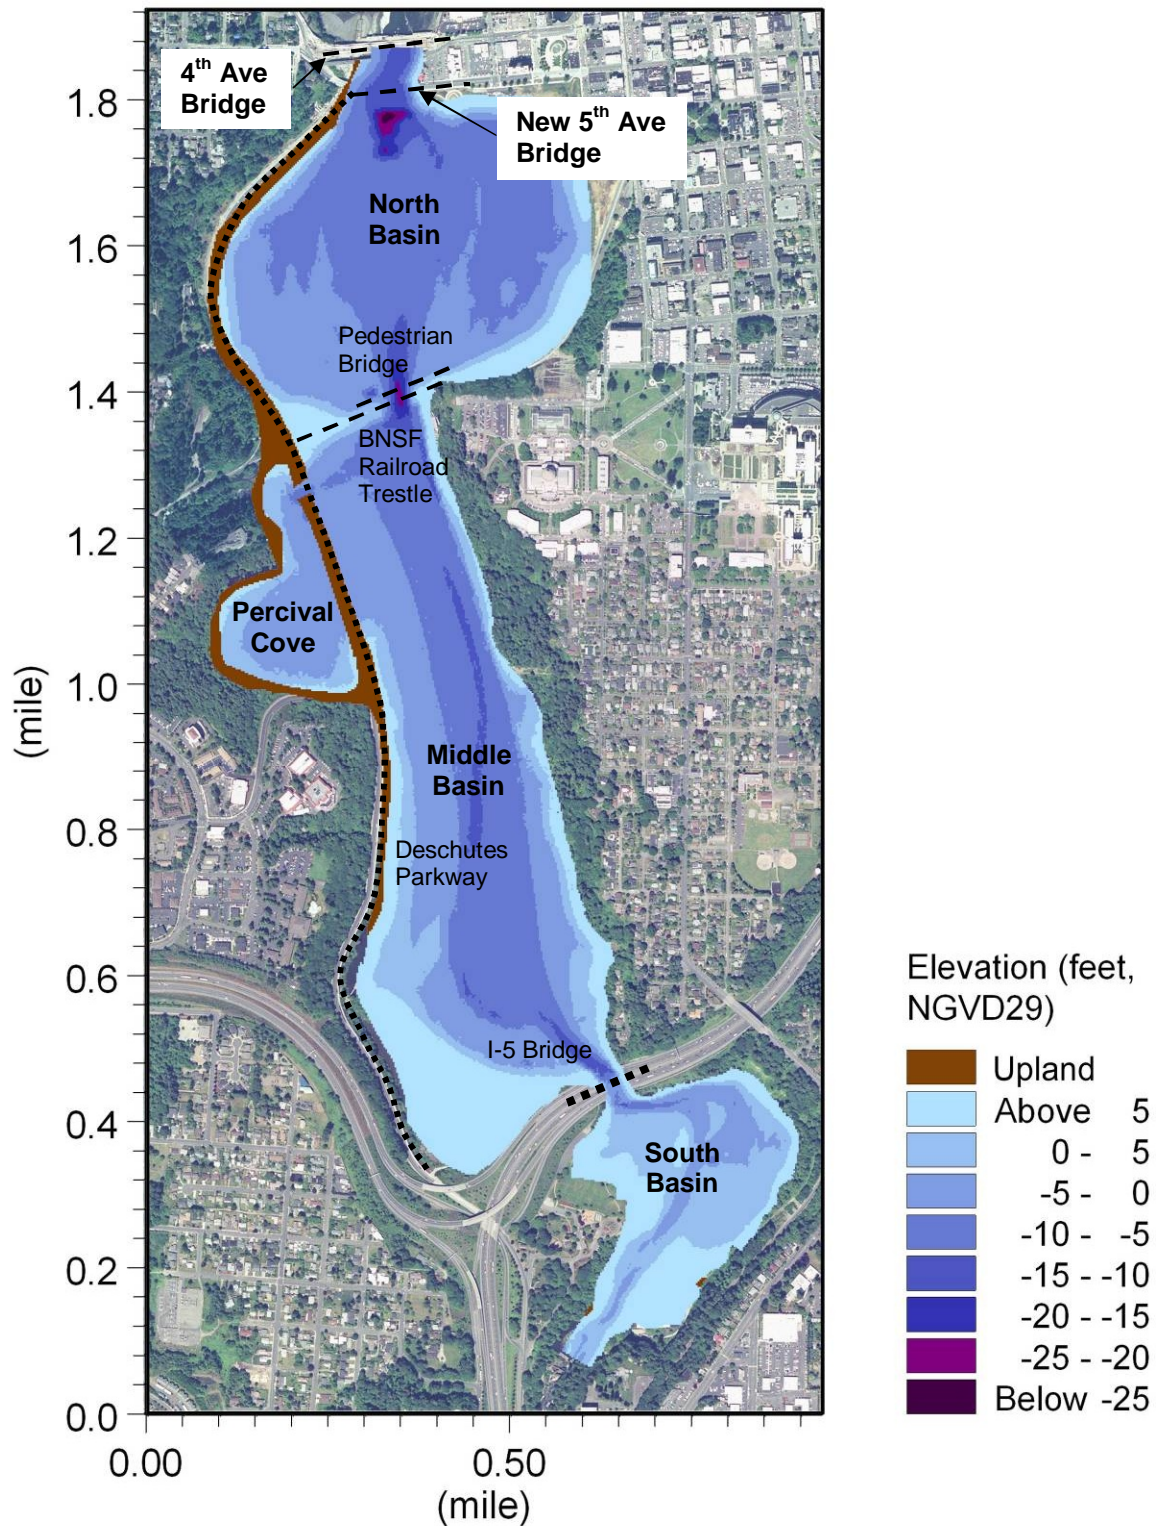 4th Ave
Bridge
New 5th Ave
Bridge
North
Basin
Pedestrian
Bridge
BNSF
Railroad
Trestle
Percival
Cove
Middle
Basin
Deschutes
Parkway
I-5 Bridge
South
Basin
1.8
1.6
1.4
1.2
1.0
0.8
0.6
0.4
0.2
0.0
(mile)
0.00
0.50
(mile)
Elevation (feet,
NGVD29)
Upland
Above 5
0 - 5
-5 - 0
-10 - -5
-15 - -10
-20 - -15
-25 - -20
Below -25